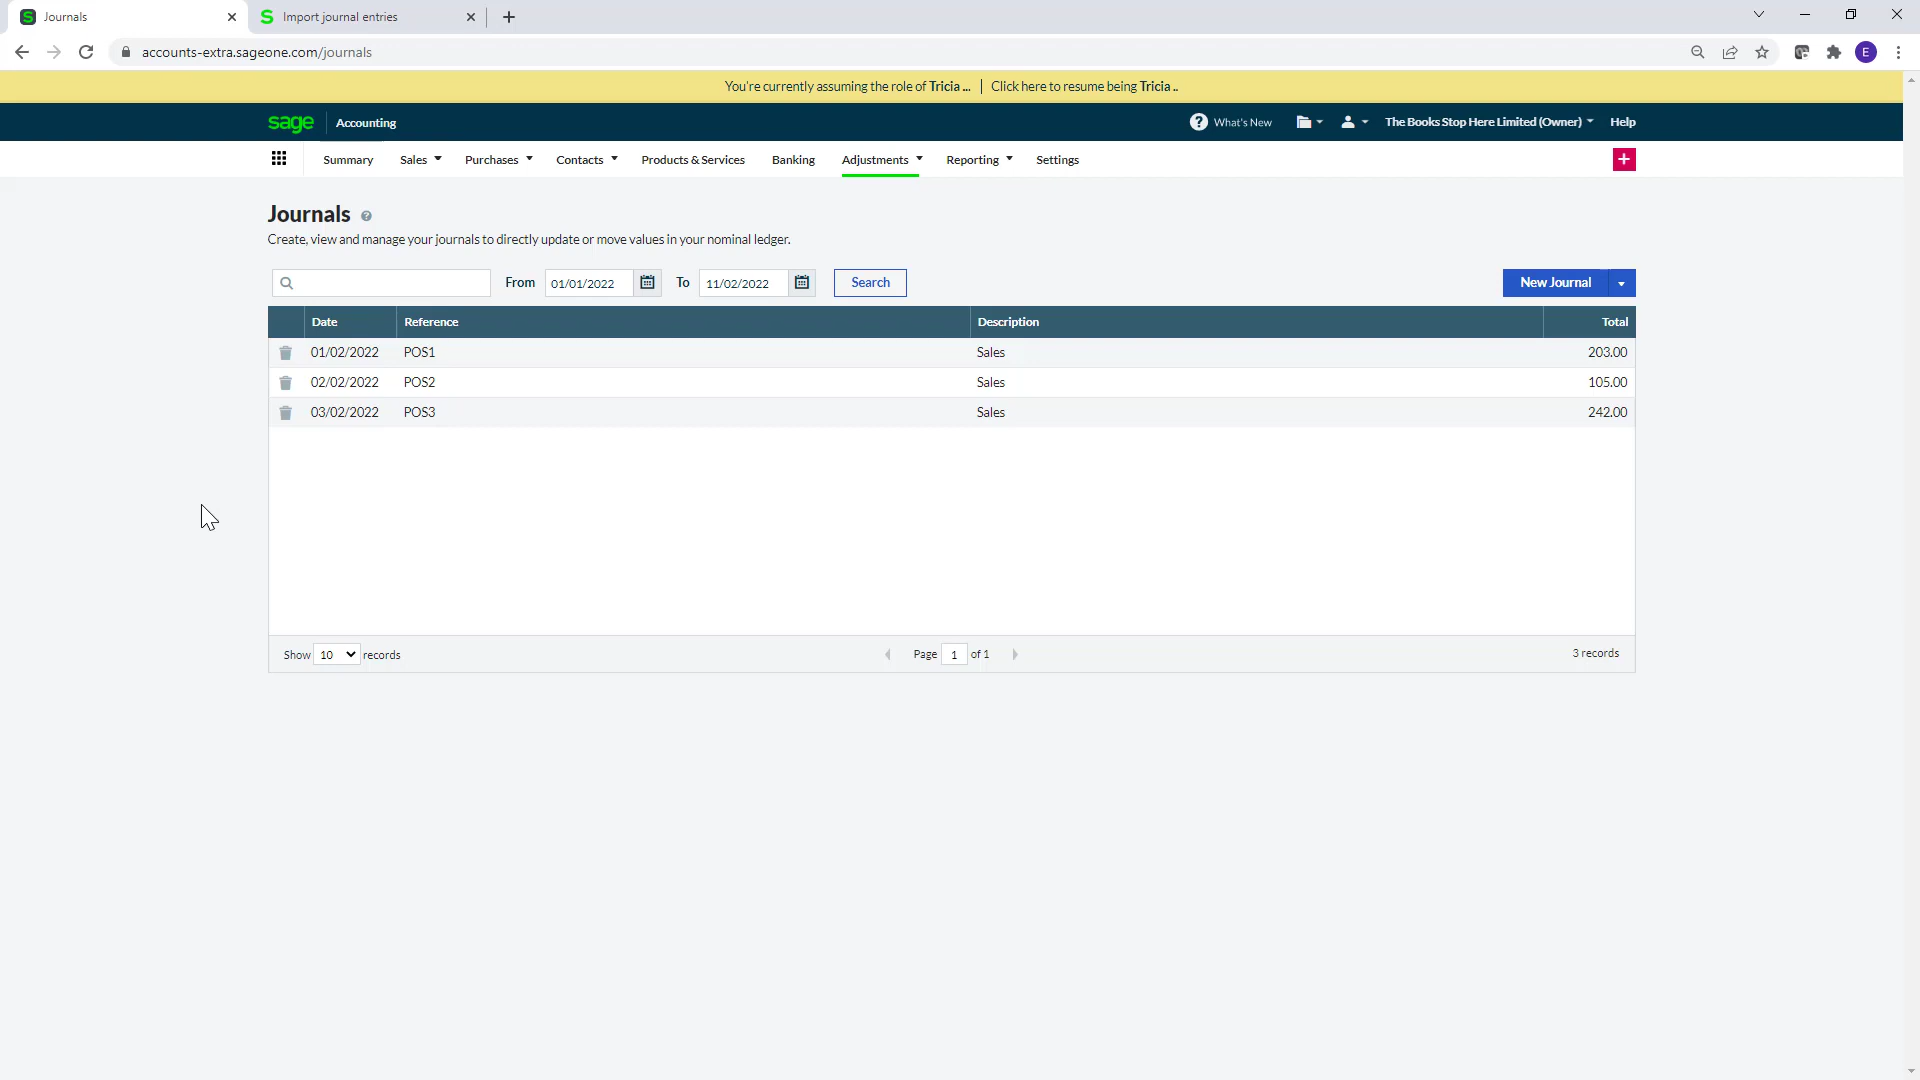 Journals
Import journal entries
accounts-extra.sageone.com/journals
E
You're currently assuming the role of Tricia ... | Click here to resume being Tricia ..
sage Accounting
What's New
The Books Stop Here Limited (Owner)
Help
Summary Sales Purchases Contacts Products & Services Banking Adjustments Reporting Settings
Journals
Create, view and manage your journals to directly update or move values in your nominal ledger.
From 01/01/2022 To 11/02/2022 Search New Journal
Date Reference Description Total
01/02/2022 POS1 Sales 203.00
02/02/2022 POS2 Sales 105.00
03/02/2022 POS3 Sales 242.00
Show 10 records Page 1 of 1 3 records